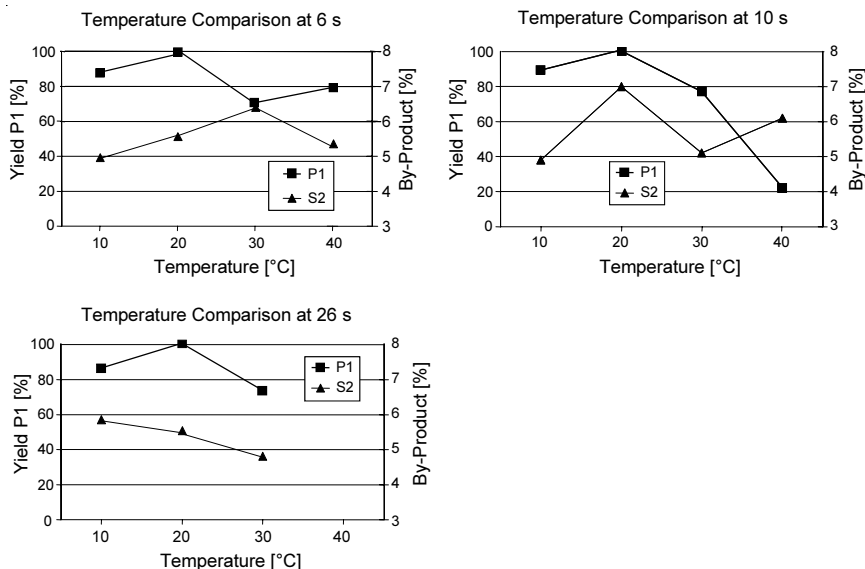 Temperature Comparison at 6 s
Yield P1 [%]
100
80
60
40
20
0
8
7
6
5
4
3
By-Product [%]
P1
S2
10 20 30 40
Temperature [°C]
Temperature Comparison at 10 s
Yield P1 [%]
100
80
60
40
20
0
8
7
6
5
4
3
By-Product [%]
P1
S2
10 20 30 40
Temperature [°C]
Temperature Comparison at 26 s
Yield P1 [%]
100
80
60
40
20
0
8
7
6
5
4
3
By-Product [%]
P1
S2
10 20 30 40
Temperature [°C]